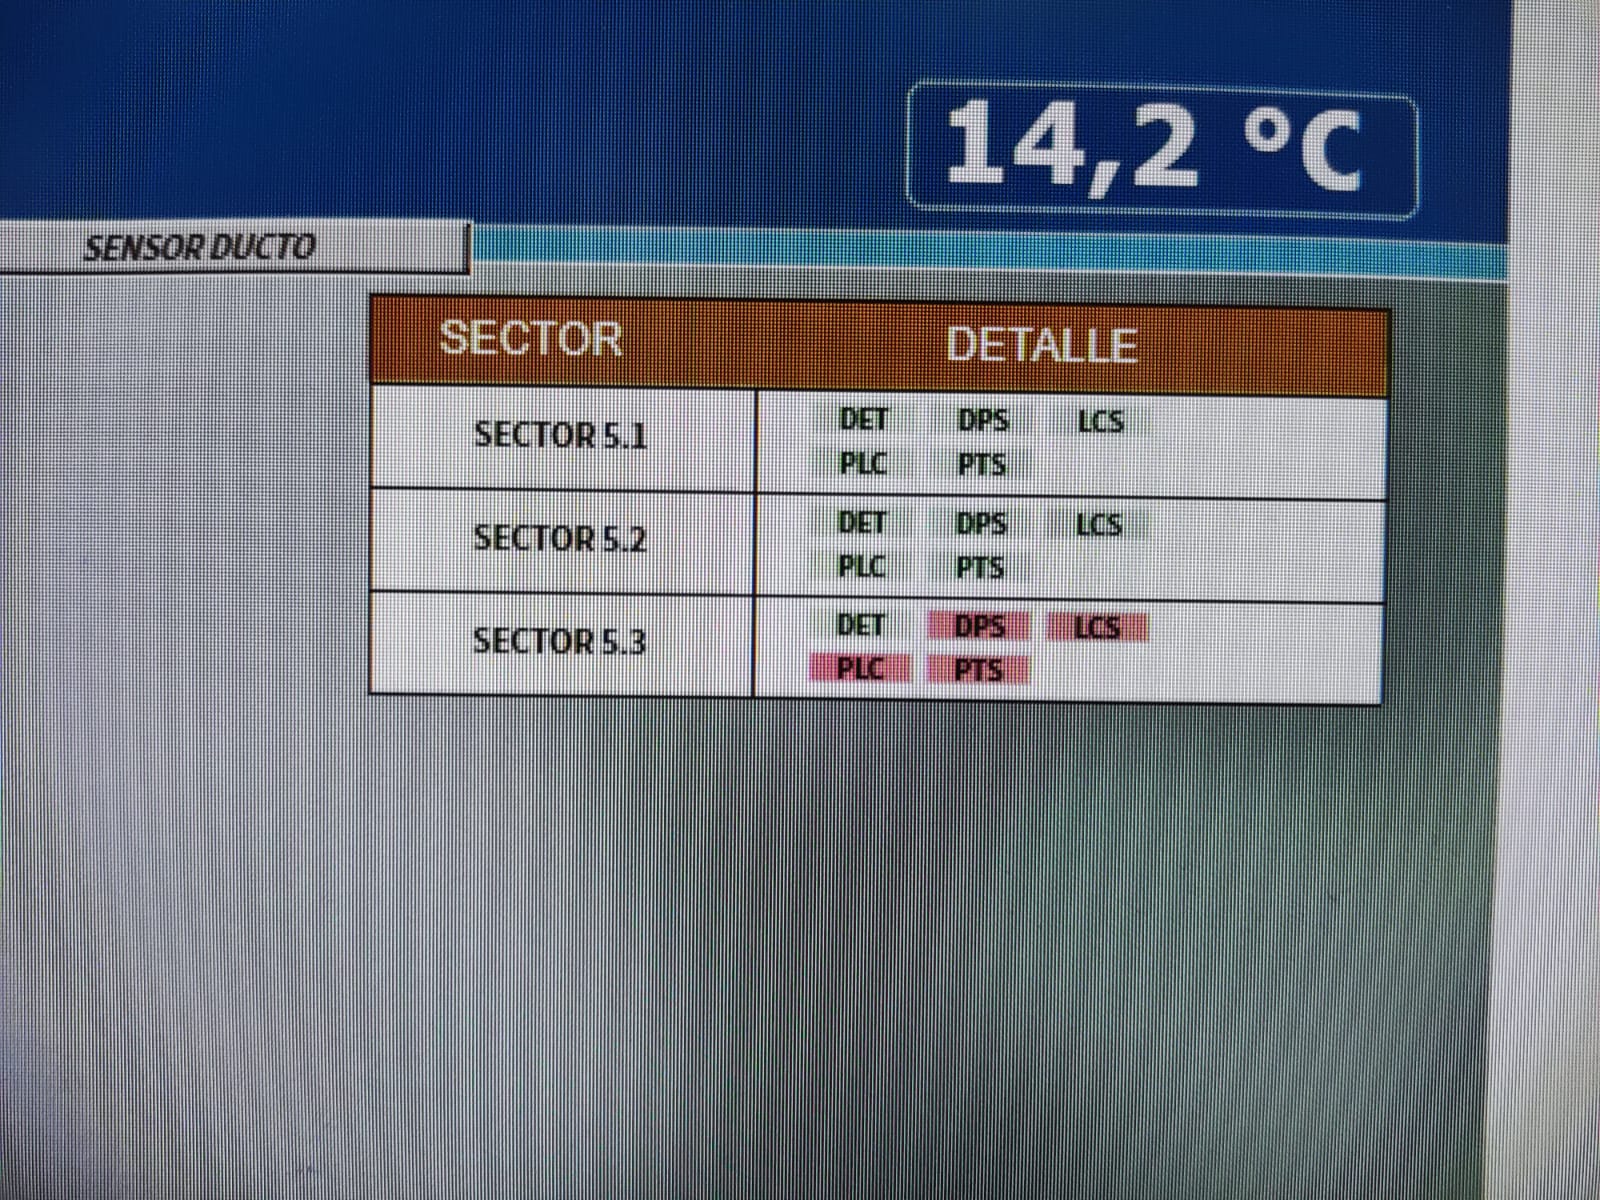 14,2 °C
SENSOR DUCTO
SECTOR DETALLE
SECTOR 5.1
DET DPS LCS
PLC PTS
SECTOR 5.2
DET DPS LCS
PLC PTS
SECTOR 5.3
DET DPS LCS
PLC PTS